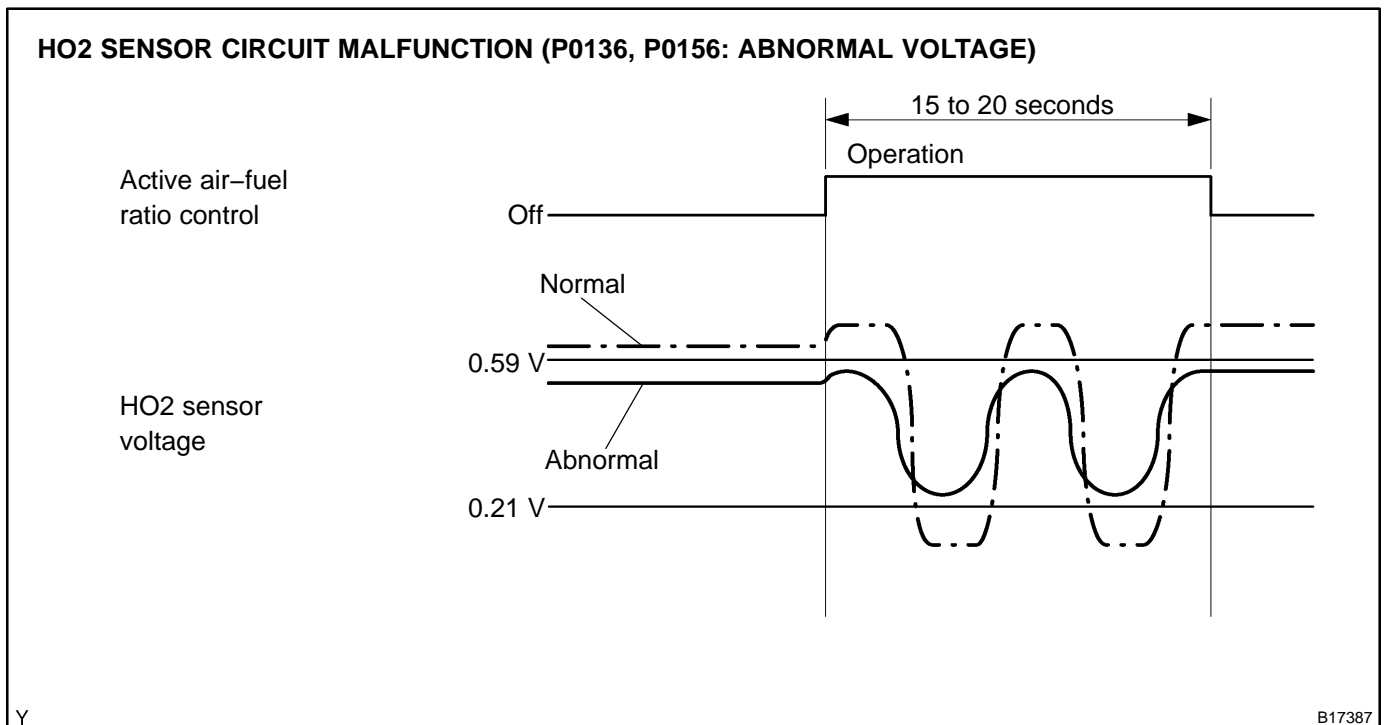 HO2 SENSOR CIRCUIT MALFUNCTION (P0136, P0156: ABNORMAL VOLTAGE)
15 to 20 seconds
Operation
Active air–fuel
ratio control
Off
Normal
0.59 V
HO2 sensor
voltage
Abnormal
0.21 V
Y
B17387